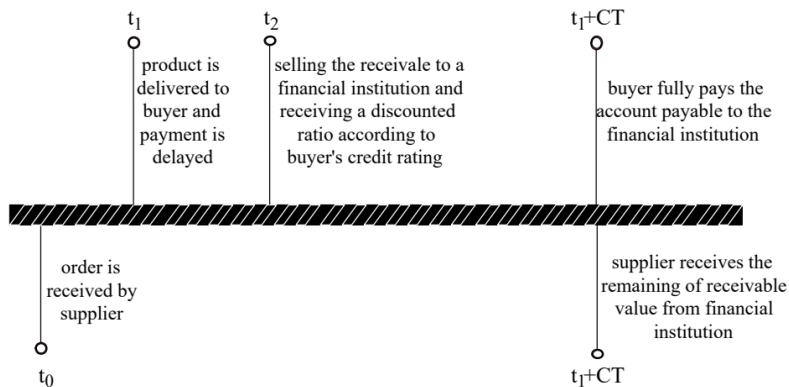 t1
product is
delivered to
buyer and
payment is
delayed
t2
selling the receivale to a
financial institution and
receiving a discounted
ratio according to
buyer's credit rating
t1+CT
buyer fully pays the
account payable to the
financial institution
order is
received by
supplier
t0
supplier receives the
remaining of receivable
value from financial
institution
t1+CT